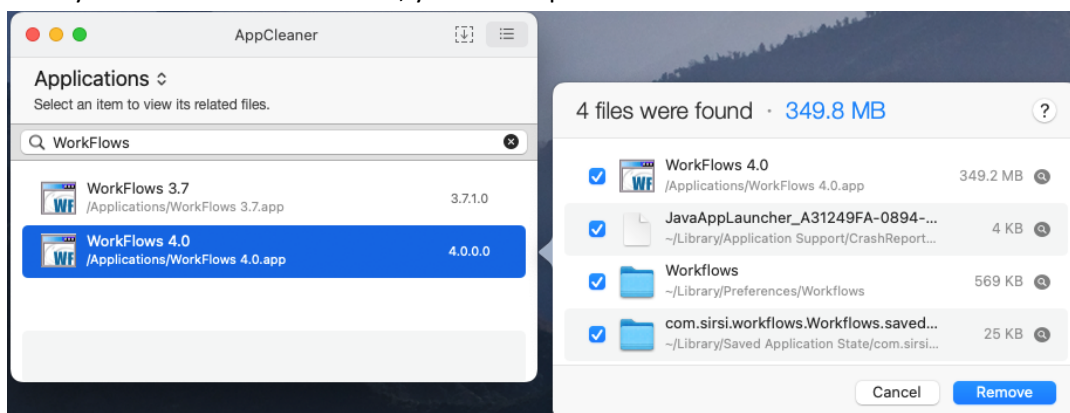 AppCleaner
Applications
Select an item to view its related files.
WorkFlows
WF
WorkFlows 3.7
/Applications/WorkFlows 3.7.app
3.7.1.0
WF
WorkFlows 4.0
/Applications/WorkFlows 4.0.app
4.0.0.0
4 files were found · 349.8 MB
?
WF
WorkFlows 4.0
/Applications/WorkFlows 4.0.app
349.2 MB
JavaAppLauncher_A31249FA-0894-...
~/Library/Application Support/CrashReport...
4 KB
Workflows
~/Library/Preferences/Workflows
569 KB
com.sirsi.workflows.Workflows.saved...
~/Library/Saved Application State/com.sirsi...
25 KB
Cancel
Remove